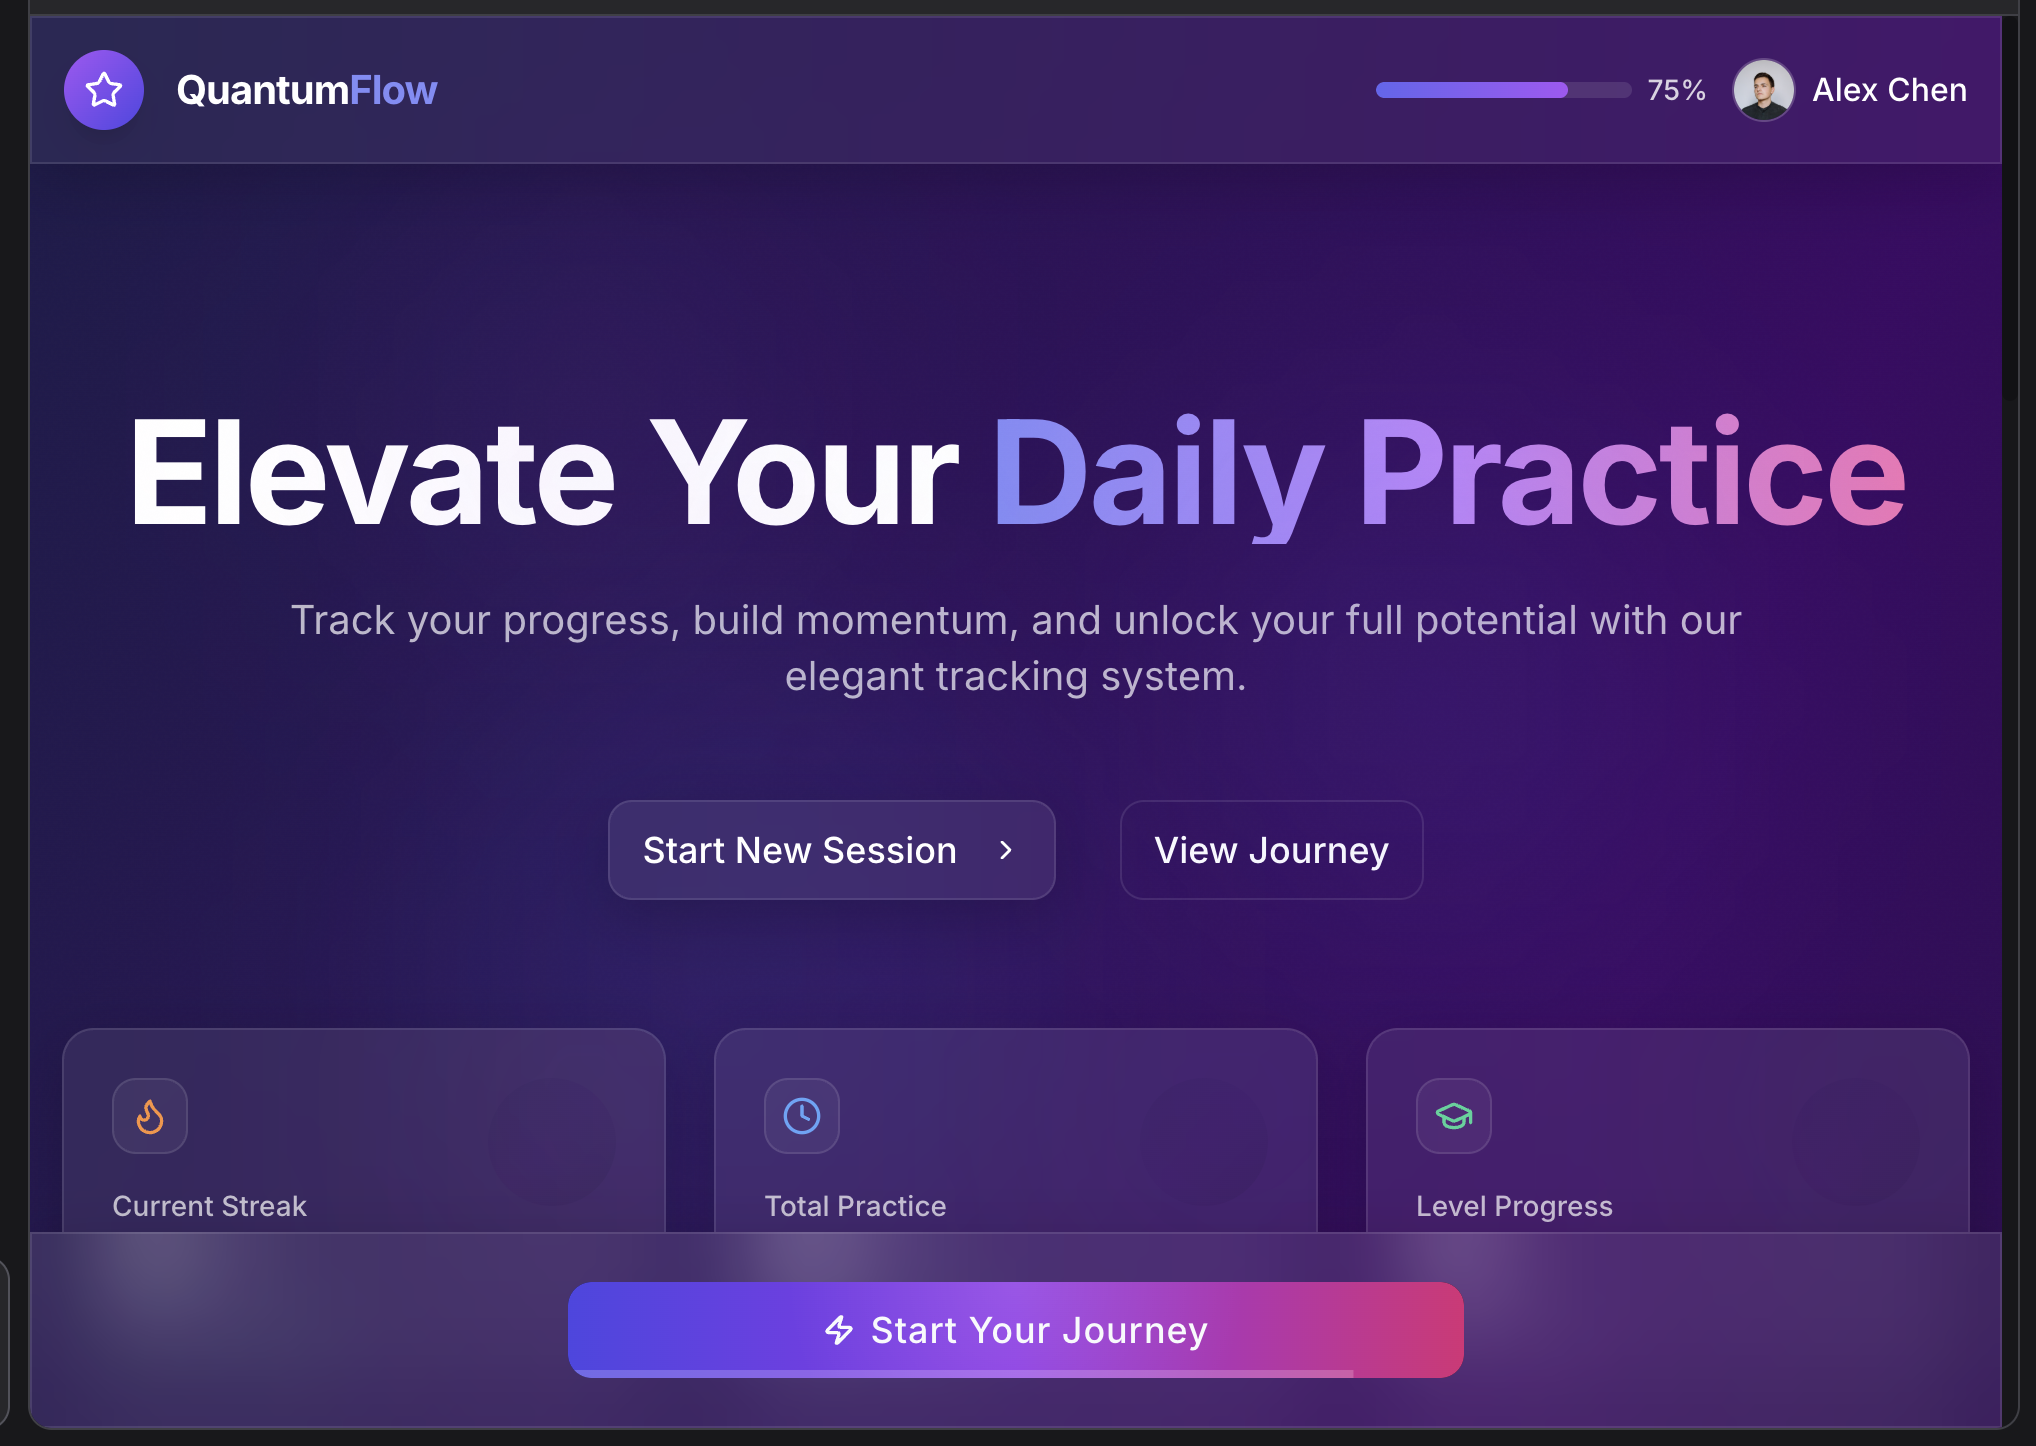 QuantumFlow
75%
Alex Chen
Elevate Your Daily Practice
Track your progress, build momentum, and unlock your full potential with our
elegant tracking system.
Start New Session
View Journey
Current Streak
Total Practice
Level Progress
Start Your Journey